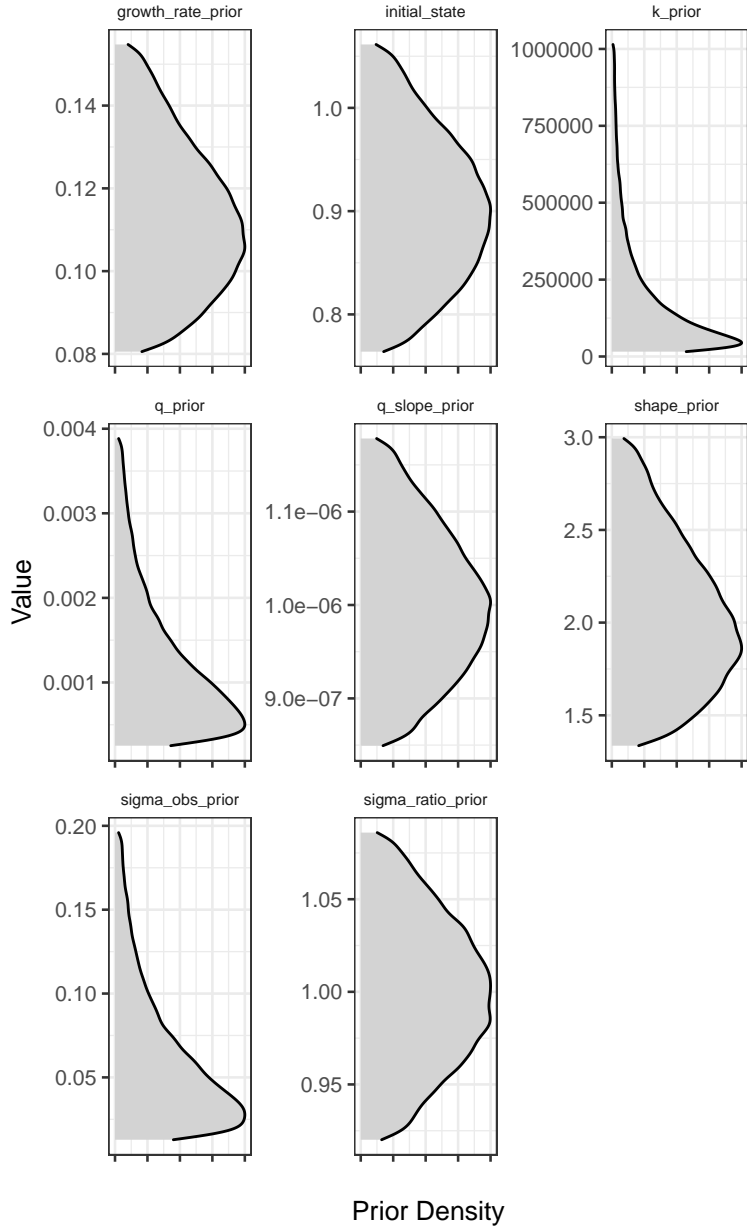 growth_rate_prior
initial_state
k_prior
0.14
0.12
0.10
0.08
1.0
0.9
0.8
1000000
750000
500000
250000
0
q_prior
q_slope_prior
shape_prior
0.004
0.003
0.002
0.001
1.1e−06
1.0e−06
9.0e−07
3.0
2.5
2.0
1.5
Value
sigma_obs_prior
sigma_ratio_prior
0.20
0.15
0.10
0.05
1.05
1.00
0.95
Prior Density